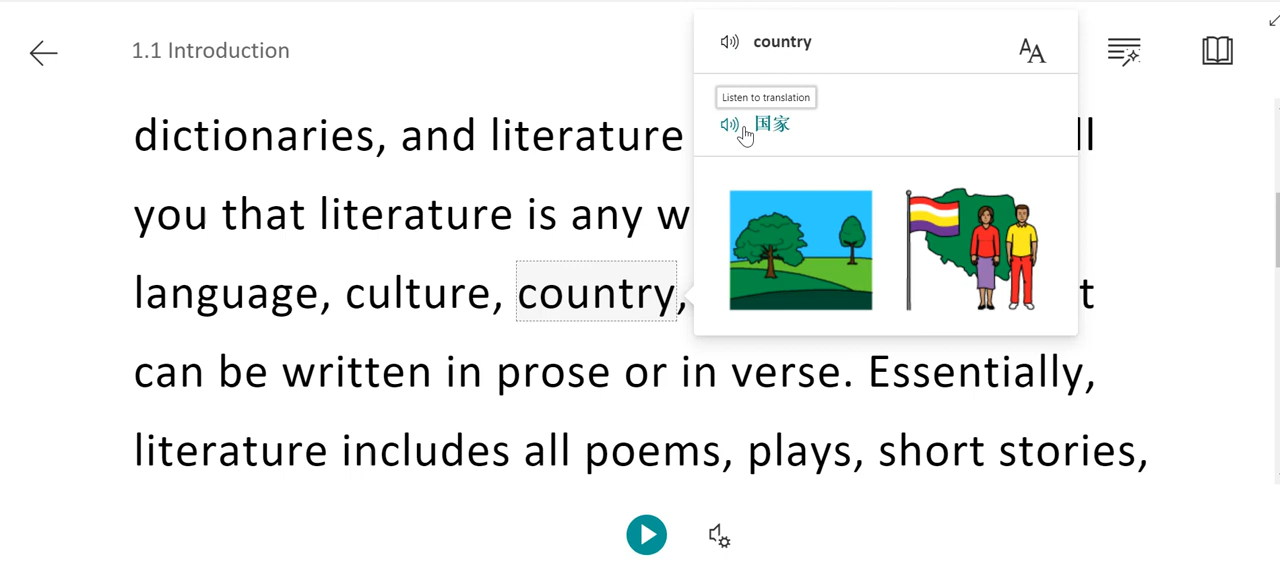 1.1 Introduction
country
Listen to translation
国家
dictionaries, and literature
you that literature is any
language, culture, country,
can be written in prose or in verse. Essentially,
literature includes all poems, plays, short stories,